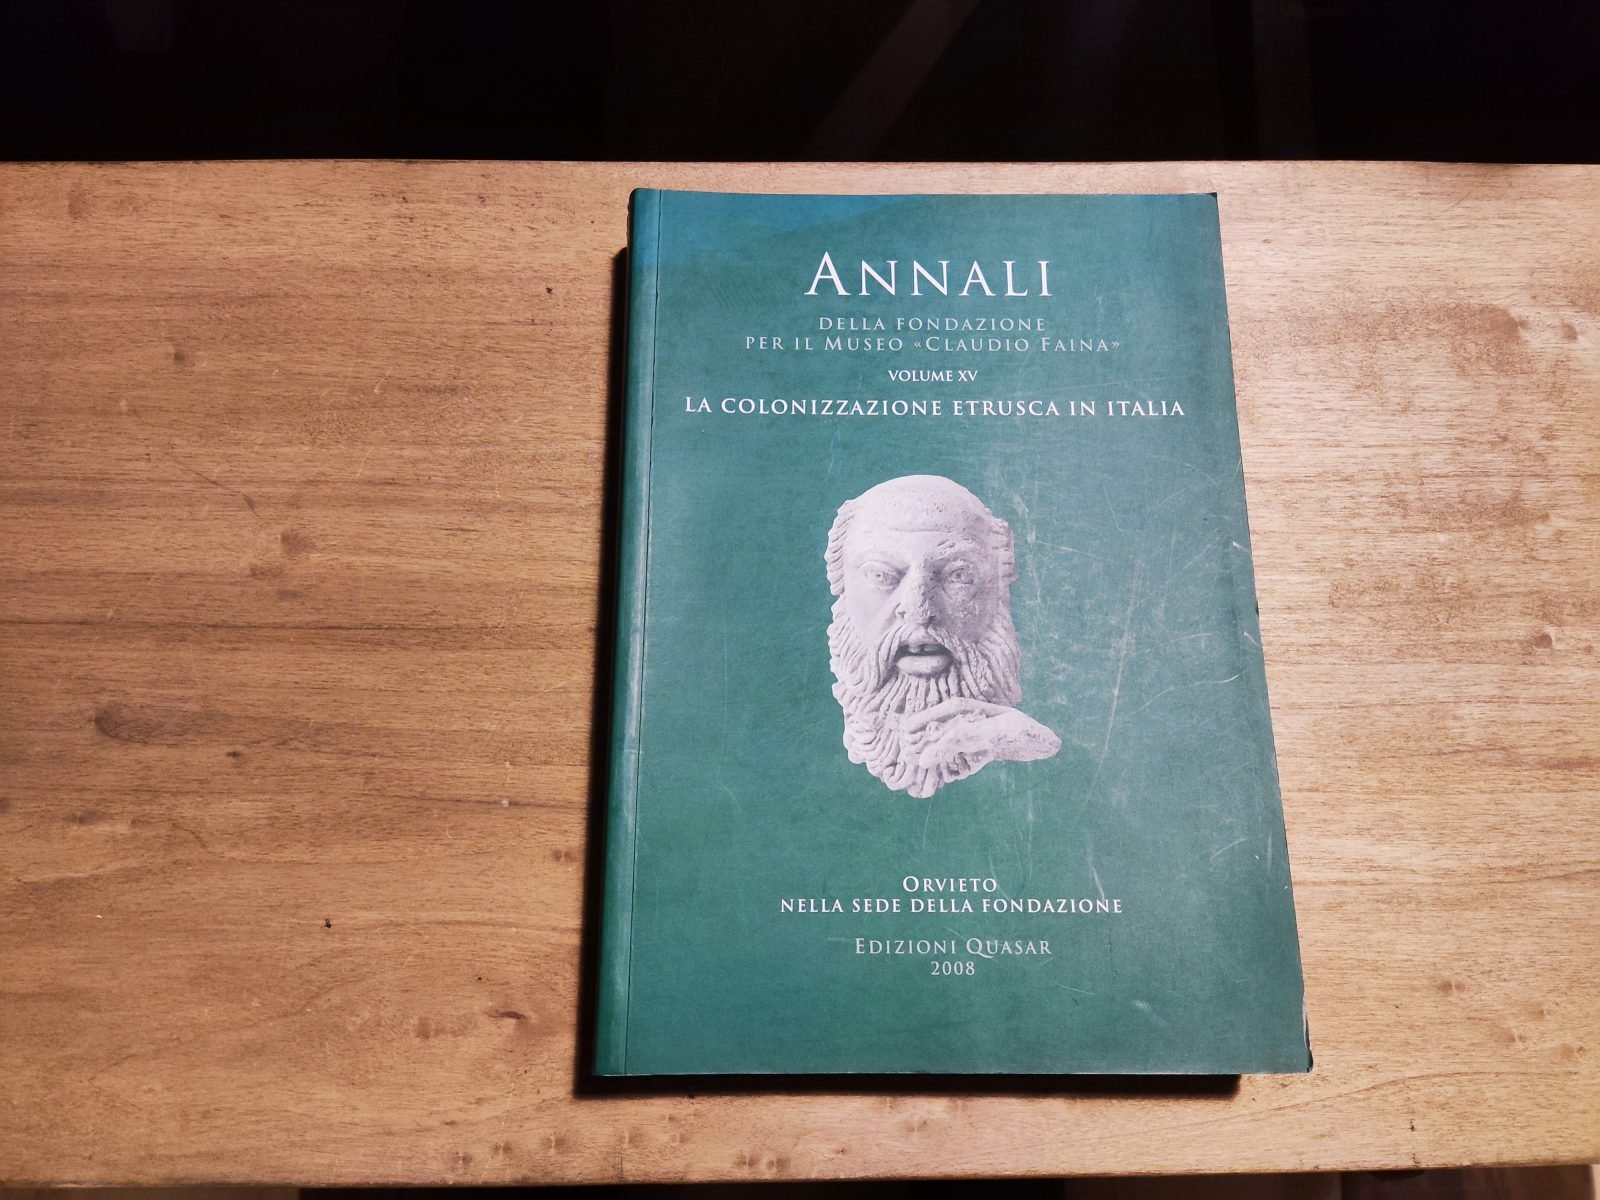 ANNALI
DELLA FONDAZIONE
PER IL MUSEO «CLAUDIO FAINA»
VOLUME XV
LA COLONIZZAZIONE ETRUSCA IN ITALIA
ORVIETO
NELLA SEDE DELLA FONDAZIONE
EDIZIONI QUASAR
2008